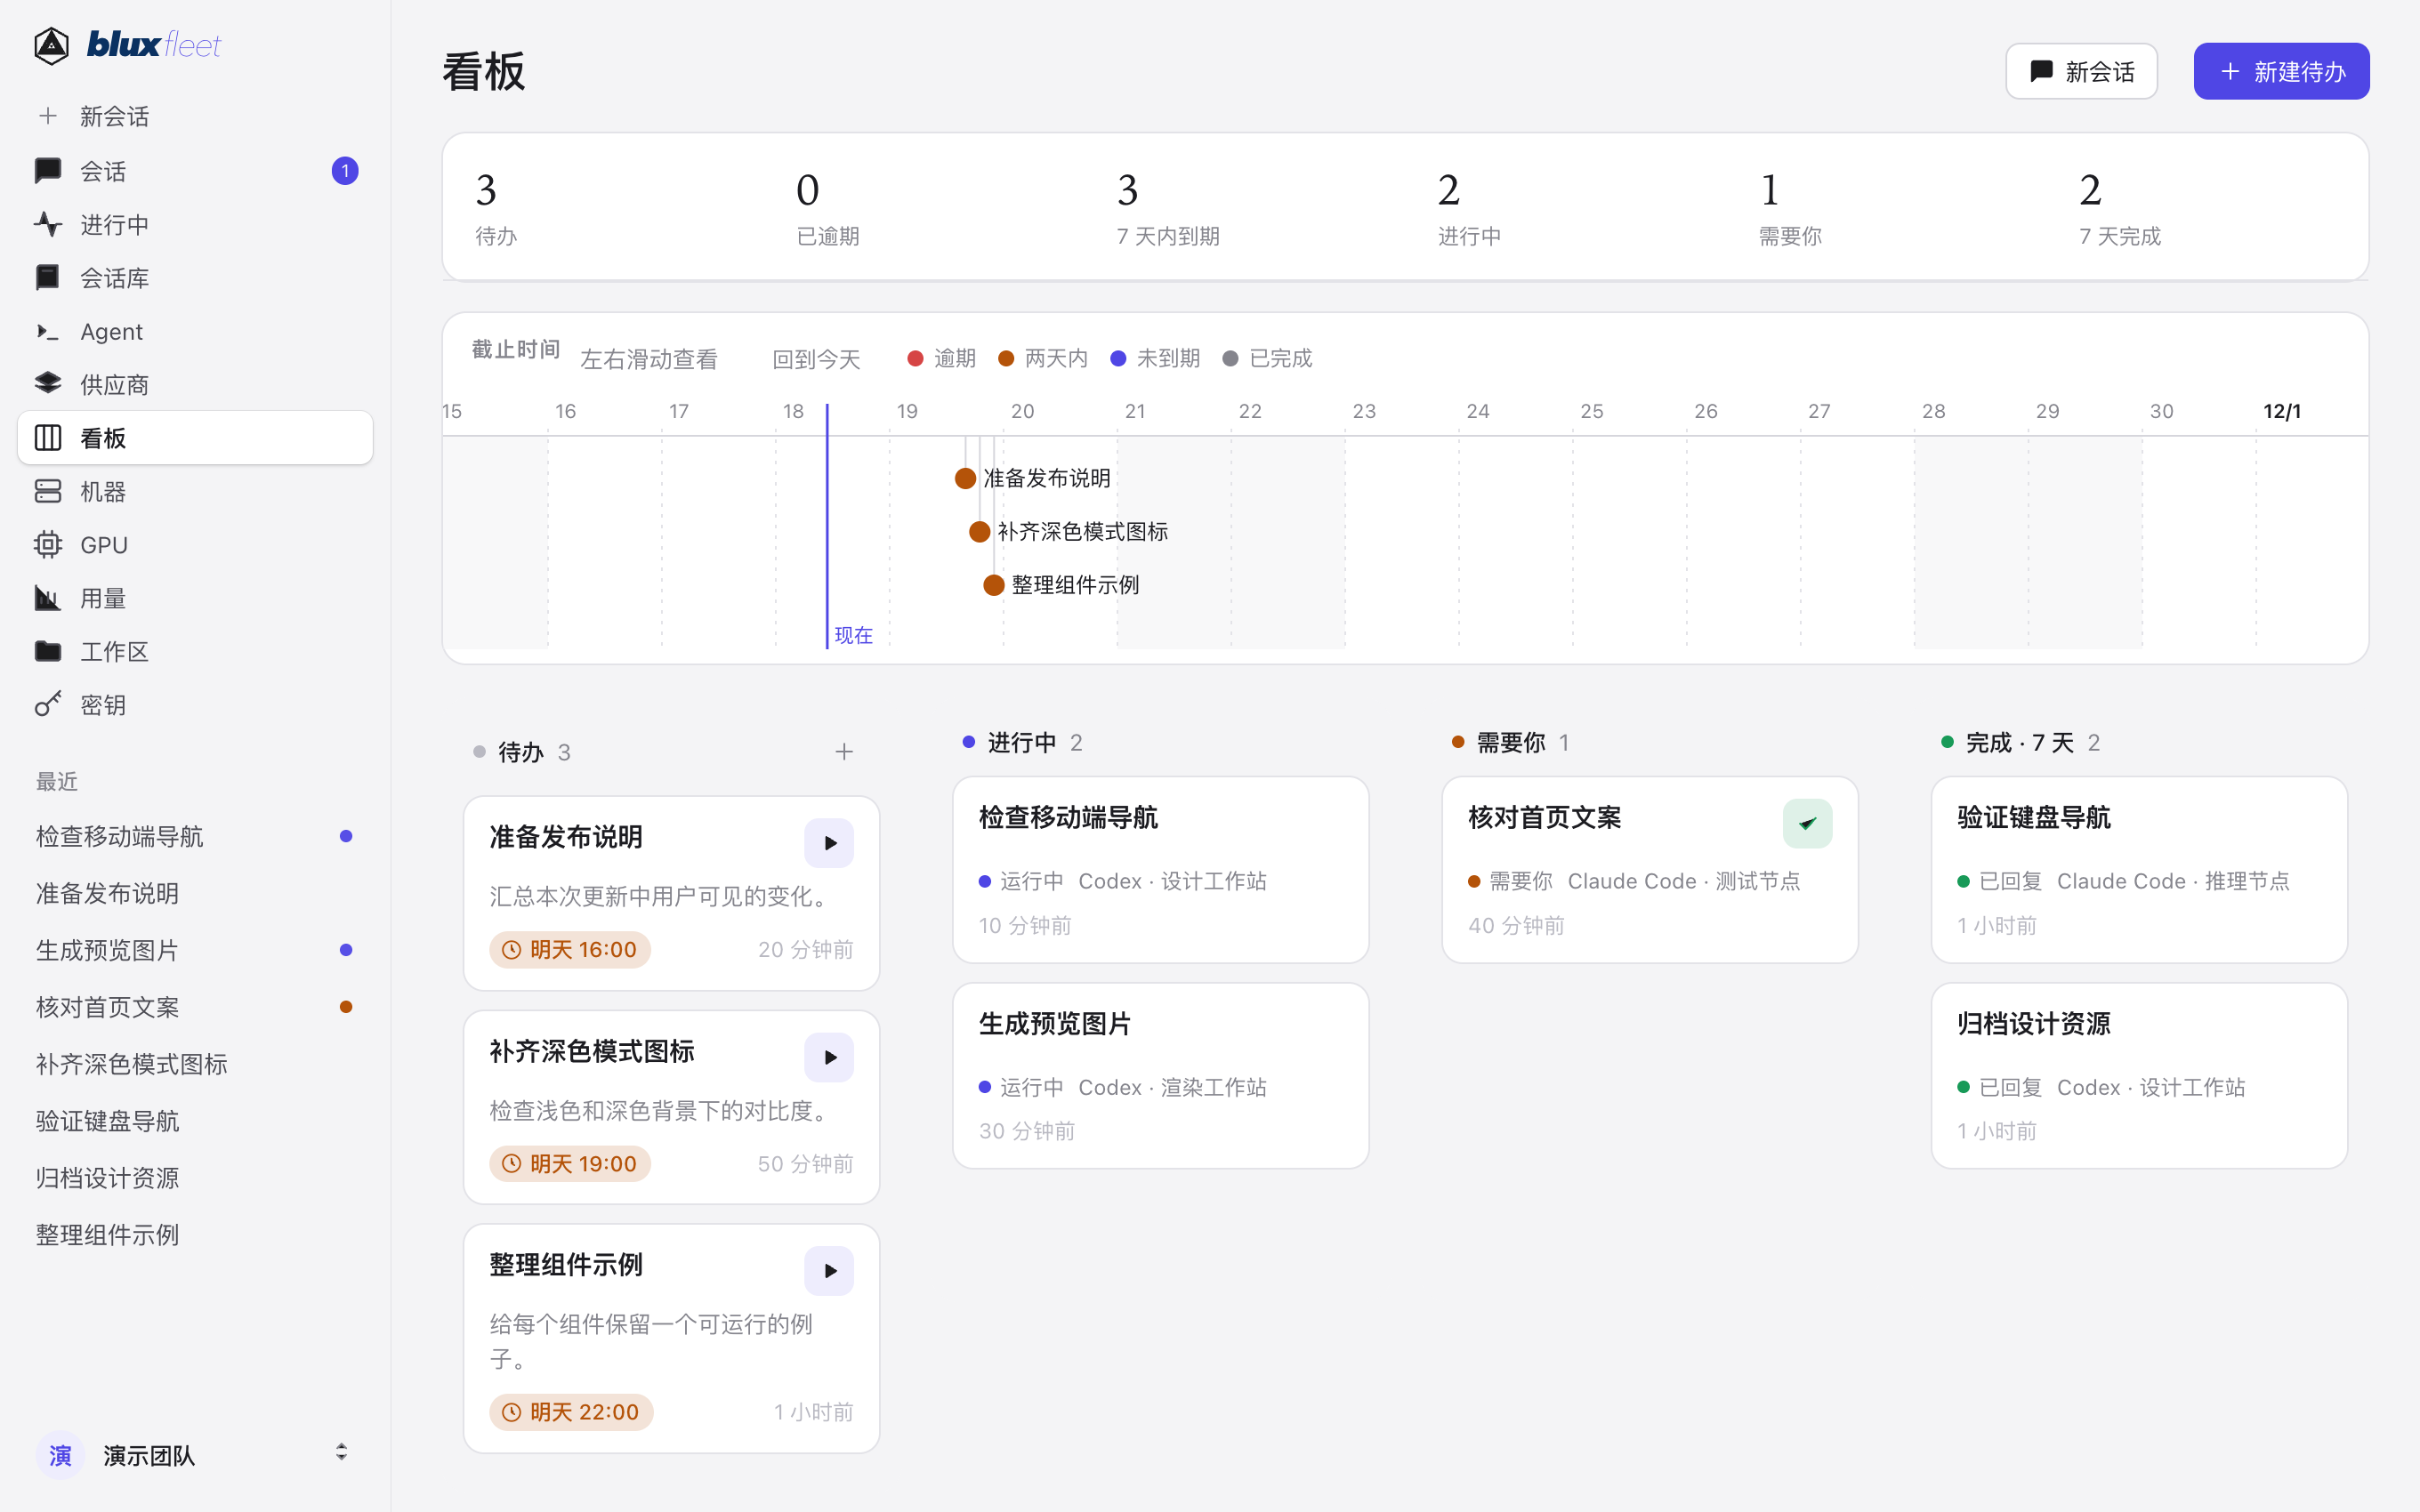 bluxfleet
新会话
会话 1
进行中
会话库
Agent
供应商
看板
机器
GPU
用量
工作区
密钥
最近
检查移动端导航
准备发布说明
生成预览图片
核对首页文案
补齐深色模式图标
验证键盘导航
归档设计资源
整理组件示例
演 演示团队
看板
新会话
新建待办
3
待办
0
已逾期
3
7 天内到期
2
进行中
1
需要你
2
7 天完成
截止时间 左右滑动查看 回到今天 逾期 两天内 未到期 已完成
15 16 17 18 19 20 21 22 23 24 25 26 27 28 29 30 12/1
准备发布说明
补齐深色模式图标
整理组件示例
现在
待办 3
准备发布说明
汇总本次更新中用户可见的变化。
明天 16:00 20 分钟前
补齐深色模式图标
检查浅色和深色背景下的对比度。
明天 19:00 50 分钟前
整理组件示例
给每个组件保留一个可运行的例
子。
明天 22:00 1 小时前
进行中 2
检查移动端导航
运行中 Codex · 设计工作站
10 分钟前
生成预览图片
运行中 Codex · 渲染工作站
30 分钟前
需要你 1
核对首页文案
需要你 Claude Code · 测试节点
40 分钟前
完成 · 7 天 2
验证键盘导航
已回复 Claude Code · 推理节点
1 小时前
归档设计资源
已回复 Codex · 设计工作站
1 小时前